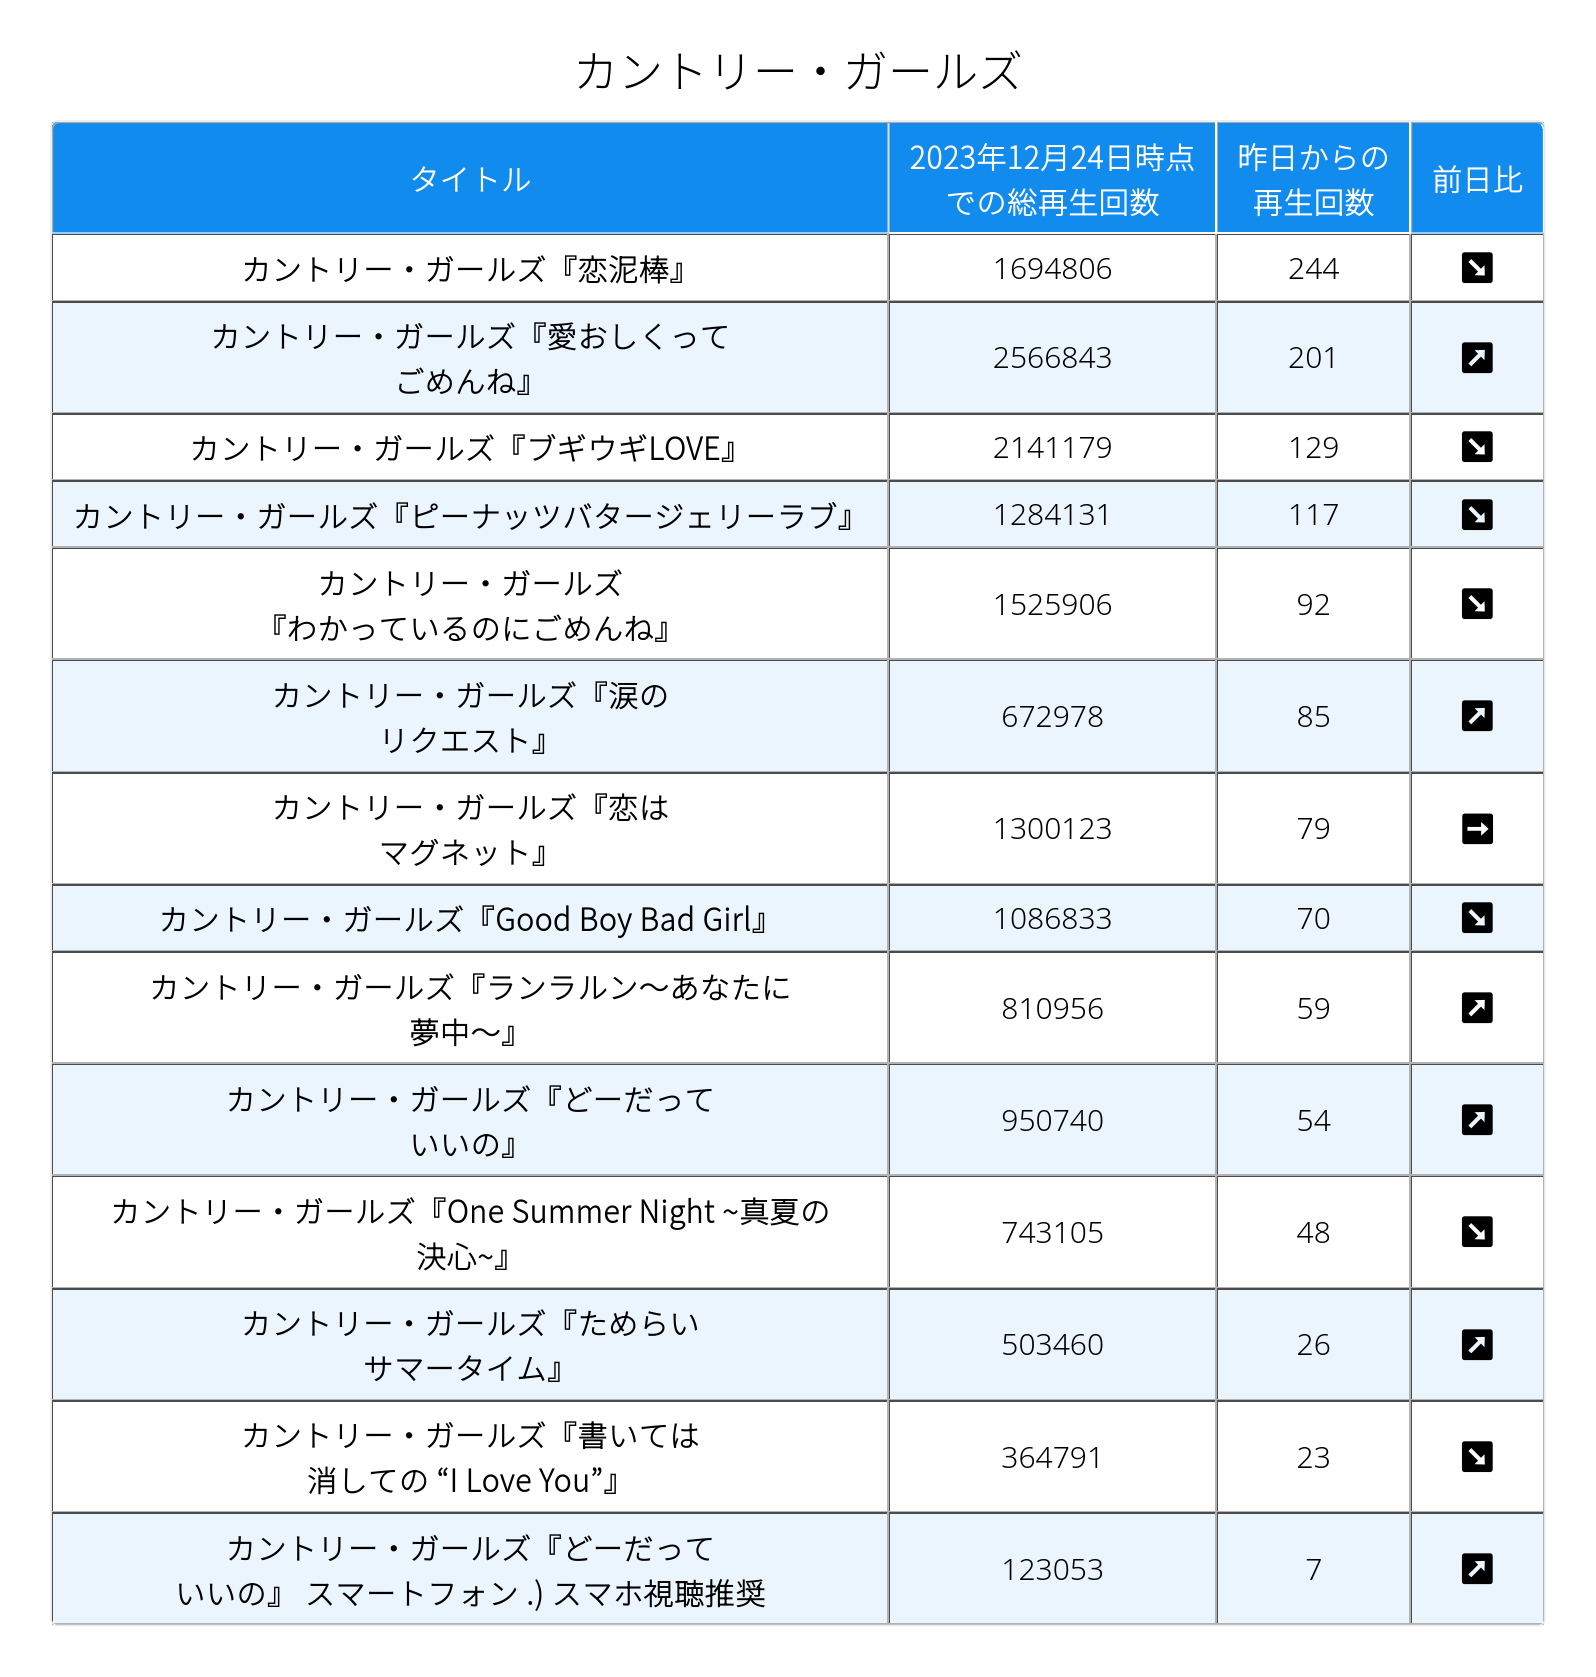 カントリー・ガールズ
タイトル
2023年12月24日時点
での総再生回数
昨日からの
再生回数
前日比
カントリー・ガールズ『恋泥棒』
1694806
244
カントリー・ガールズ『愛おしくって
ごめんね』
2566843
201
カントリー・ガールズ『ブギウギLOVE』
2141179
129
カントリー・ガールズ『ピーナッツバタージェリーラブ』
1284131
117
カントリー・ガールズ
『わかっているのにごめんね』
1525906
92
カントリー・ガールズ『涙の
リクエスト』
672978
85
カントリー・ガールズ『恋は
マグネット』
1300123
79
カントリー・ガールズ『Good Boy Bad Girl』
1086833
70
カントリー・ガールズ『ランラルン〜あなたに
夢中〜』
810956
59
カントリー・ガールズ『どーだって
いいの』
950740
54
カントリー・ガールズ『One Summer Night ~真夏の
決心~』
743105
48
カントリー・ガールズ『ためらい
サマータイム』
503460
26
カントリー・ガールズ『書いては
消しての “I Love You”』
364791
23
カントリー・ガールズ『どーだって
いいの』 スマートフォン .) スマホ視聴推奨
123053
7